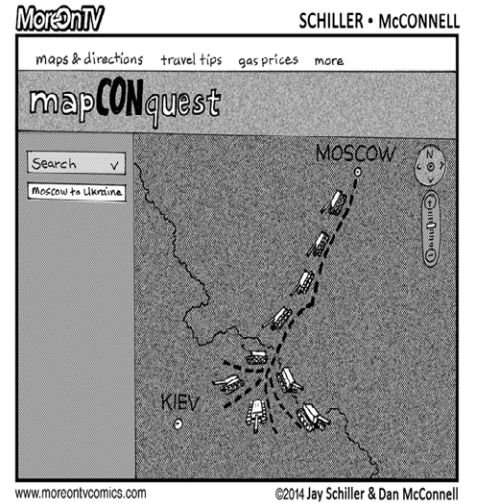 MoreOnTV
SCHILLER • McCONNELL
maps & directions travel tips gas prices more
mapCONquest
Search v
Moscow to Ukraine
MOSCOW
N
KIEV
www.moreontvcomics.com
©2014 Jay Schiller & Dan McConnell